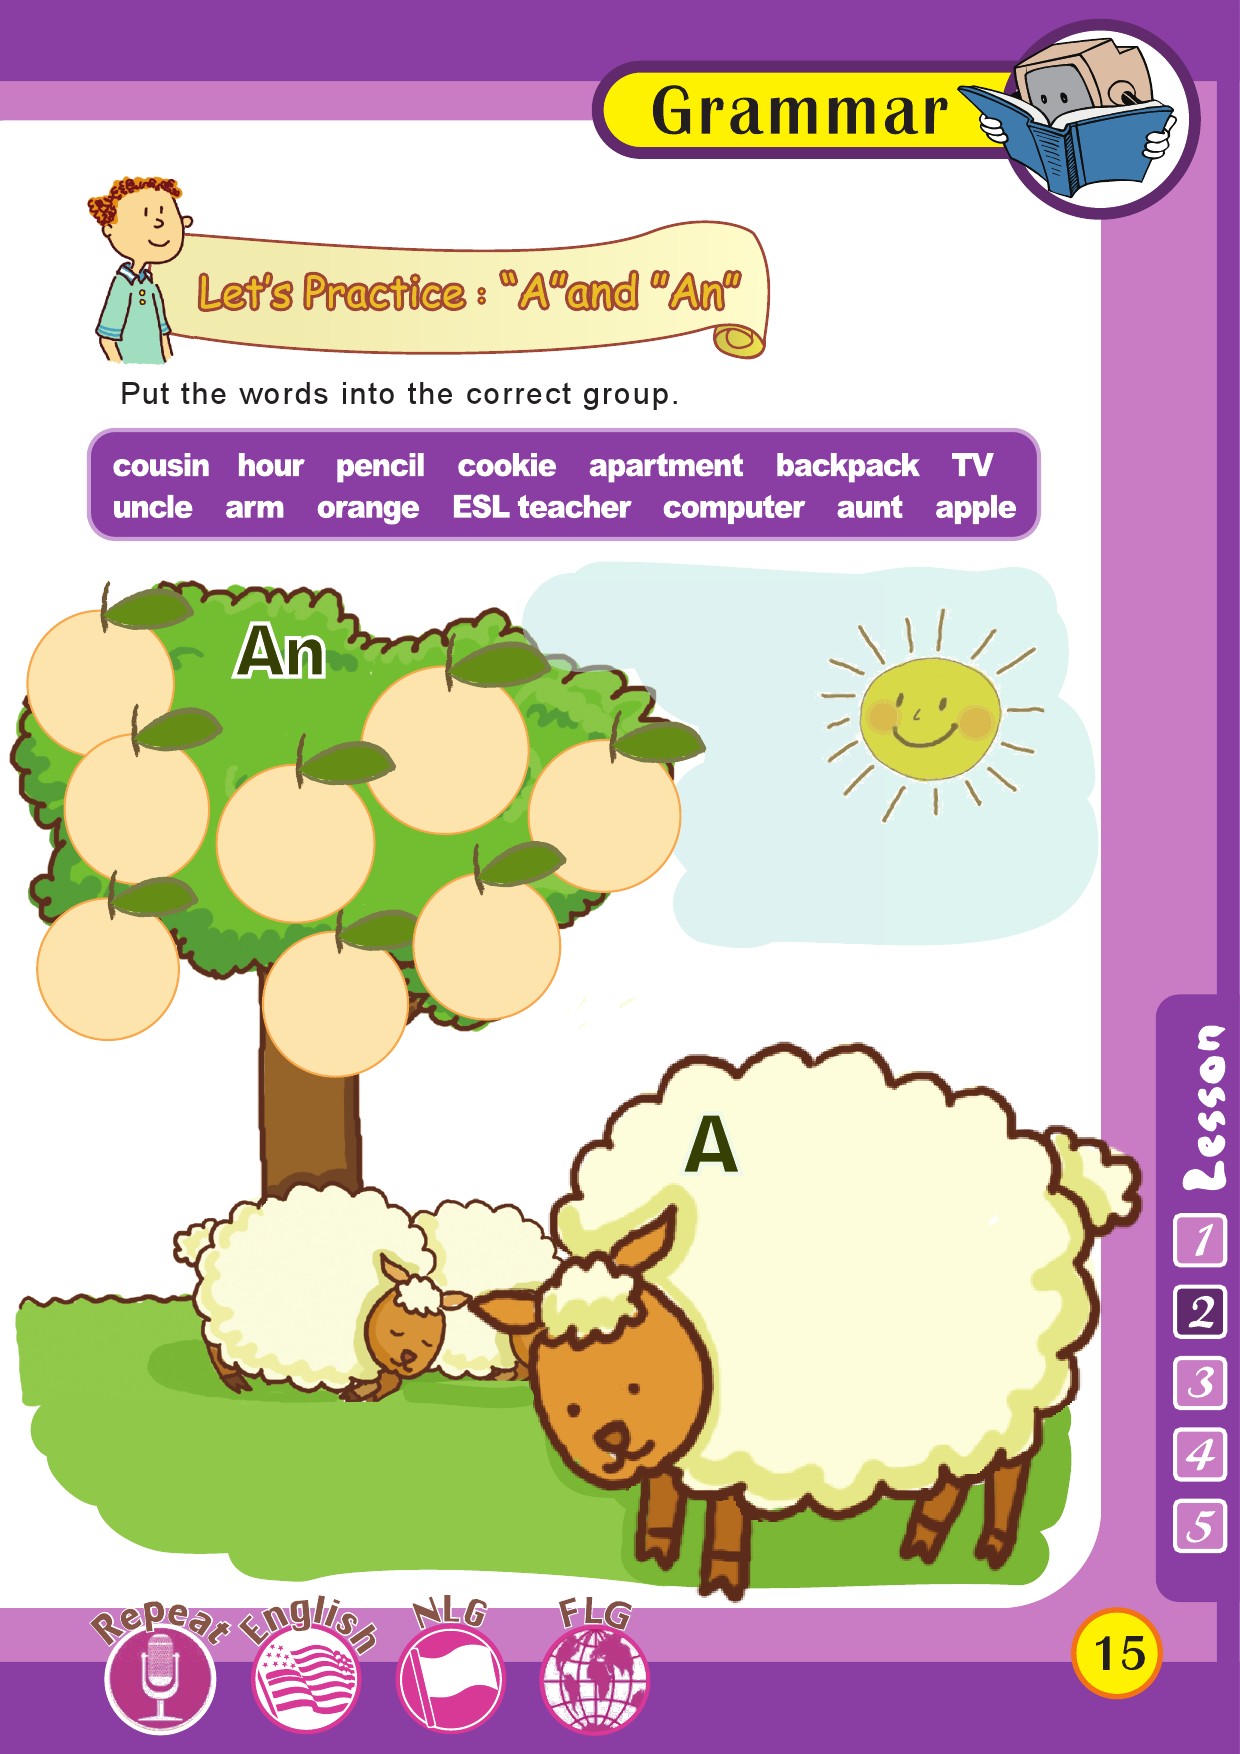 Grammar
Let's Practice : "A"and "An"
Put the words into the correct group.
cousin hour pencil cookie apartment backpack TV
uncle arm orange ESL teacher computer aunt apple
An
A
Lesson
1
2
3
4
5
Repeat English NLG FLG
15